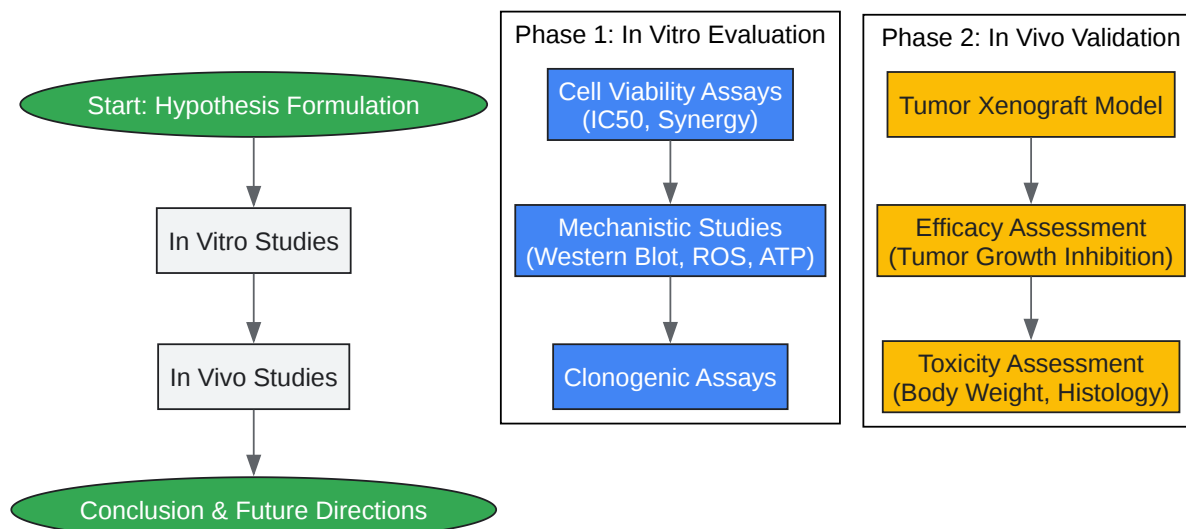 Start: Hypothesis Formulation
In Vitro Studies
In Vivo Studies
Conclusion & Future Directions
Phase 1: In Vitro Evaluation
Cell Viability Assays
(IC50, Synergy)
Mechanistic Studies
(Western Blot, ROS, ATP)
Clonogenic Assays
Phase 2: In Vivo Validation
Tumor Xenograft Model
Efficacy Assessment
(Tumor Growth Inhibition)
Toxicity Assessment
(Body Weight, Histology)